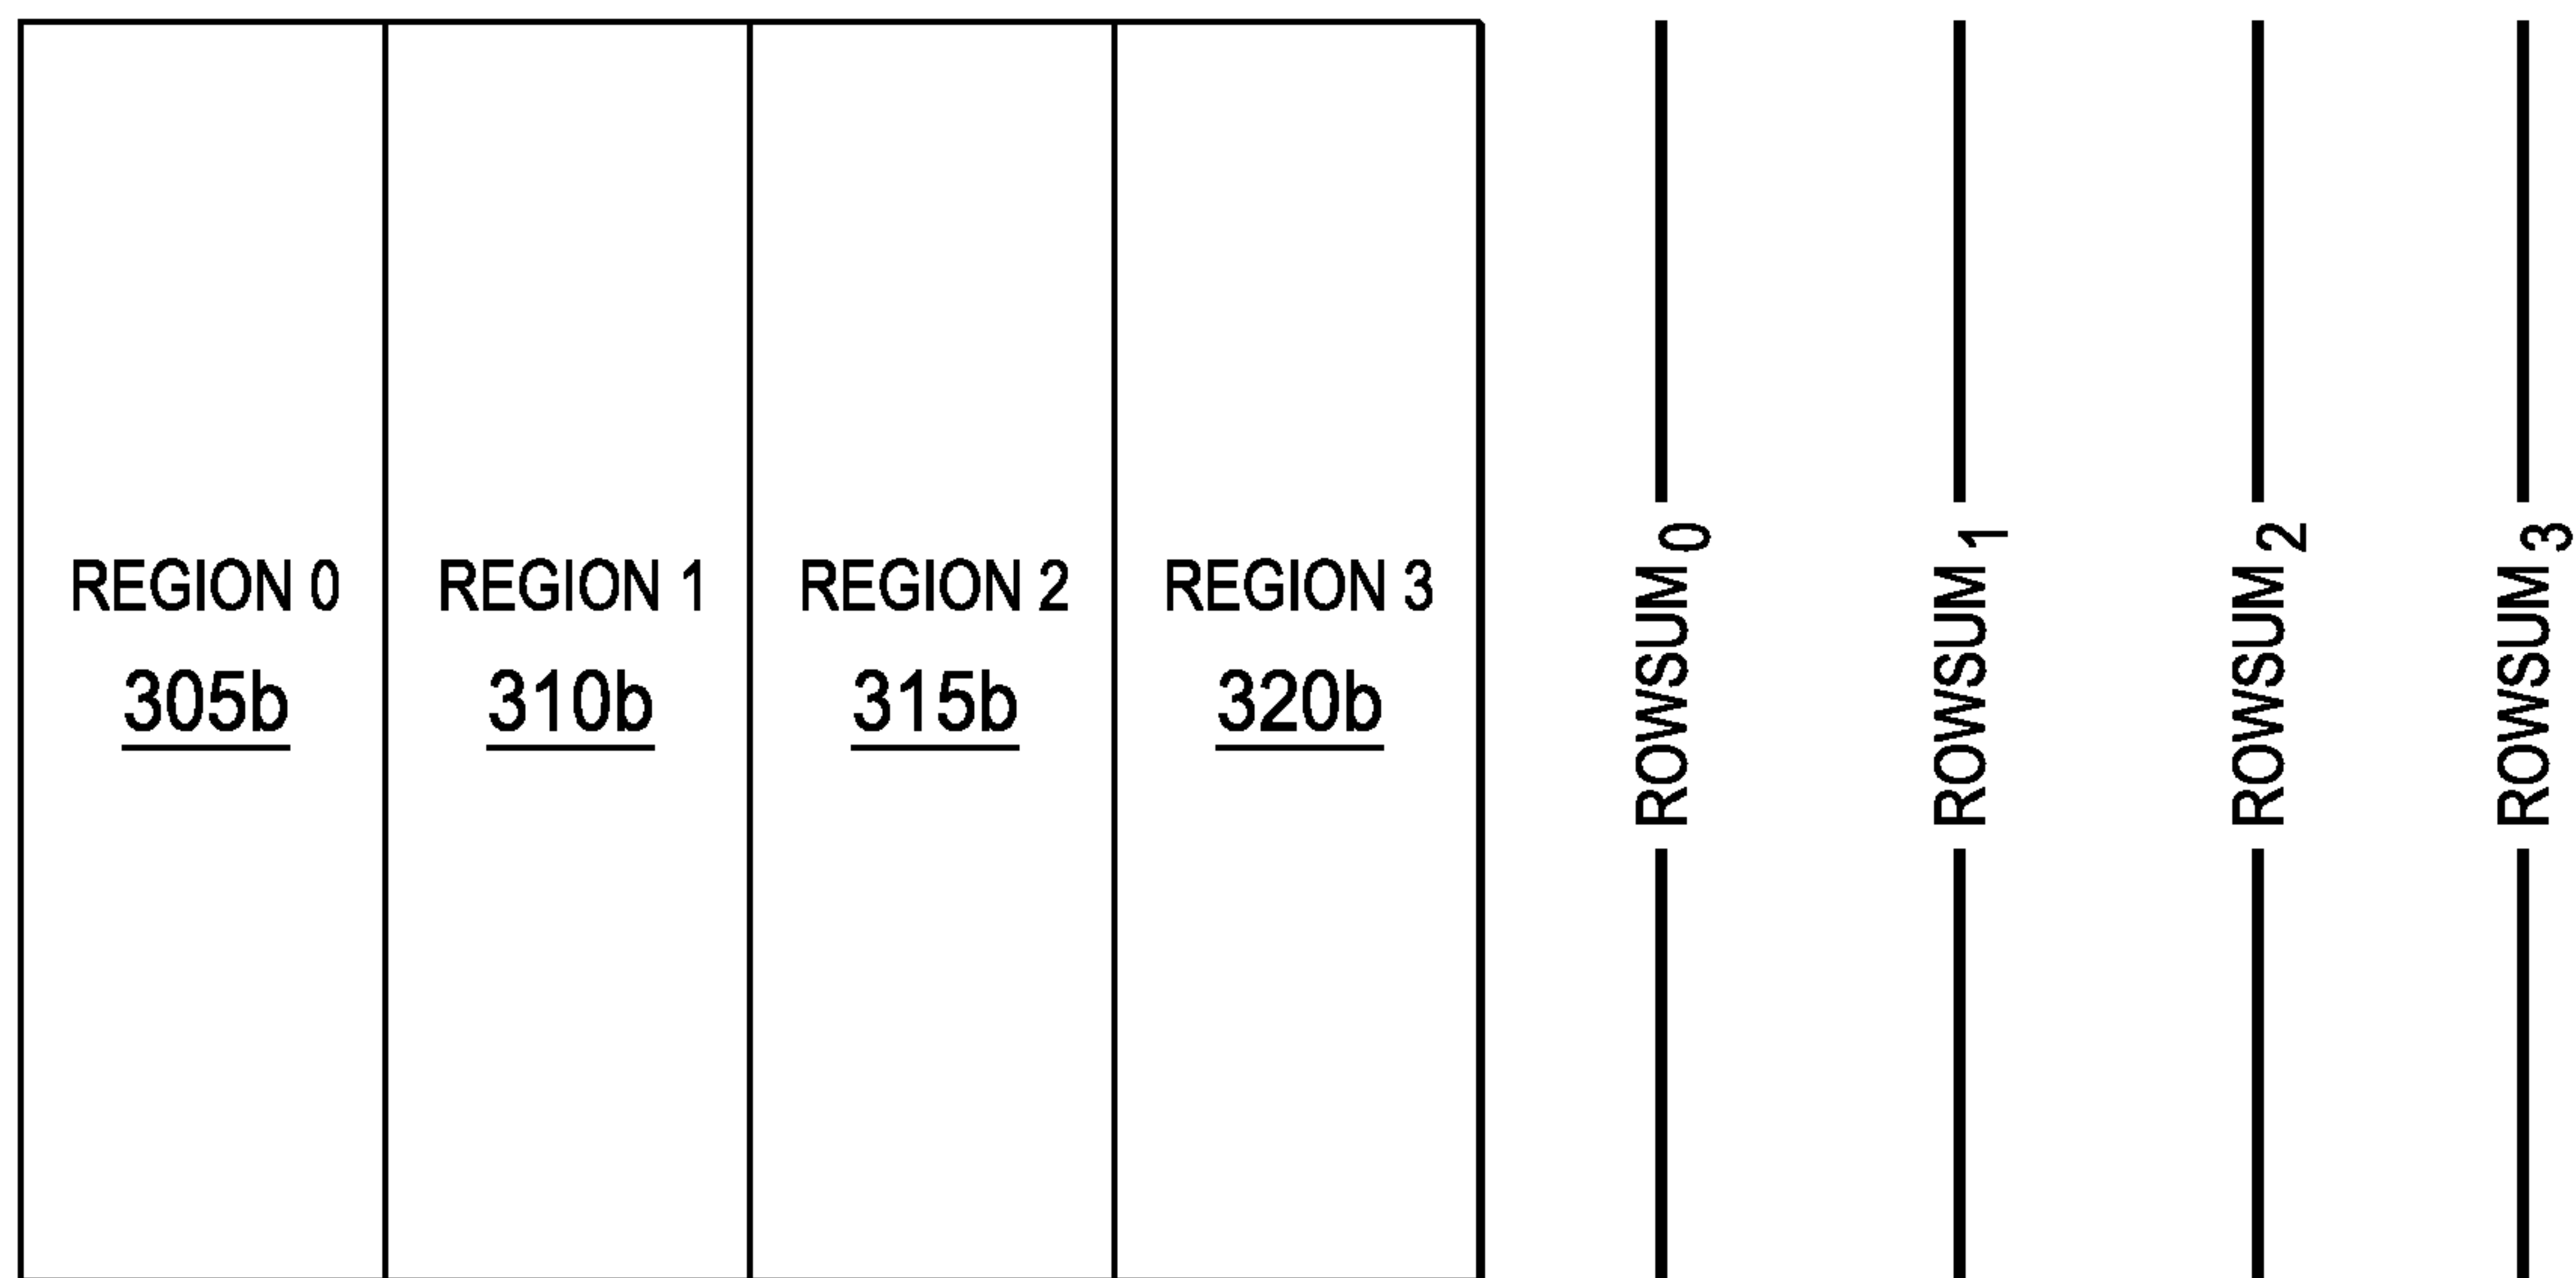 REGION 0
305b
REGION 1
310b
REGION 2
315b
REGION 3
320b
ROWSUM0
ROWSUM1
ROWSUM2
ROWSUM3